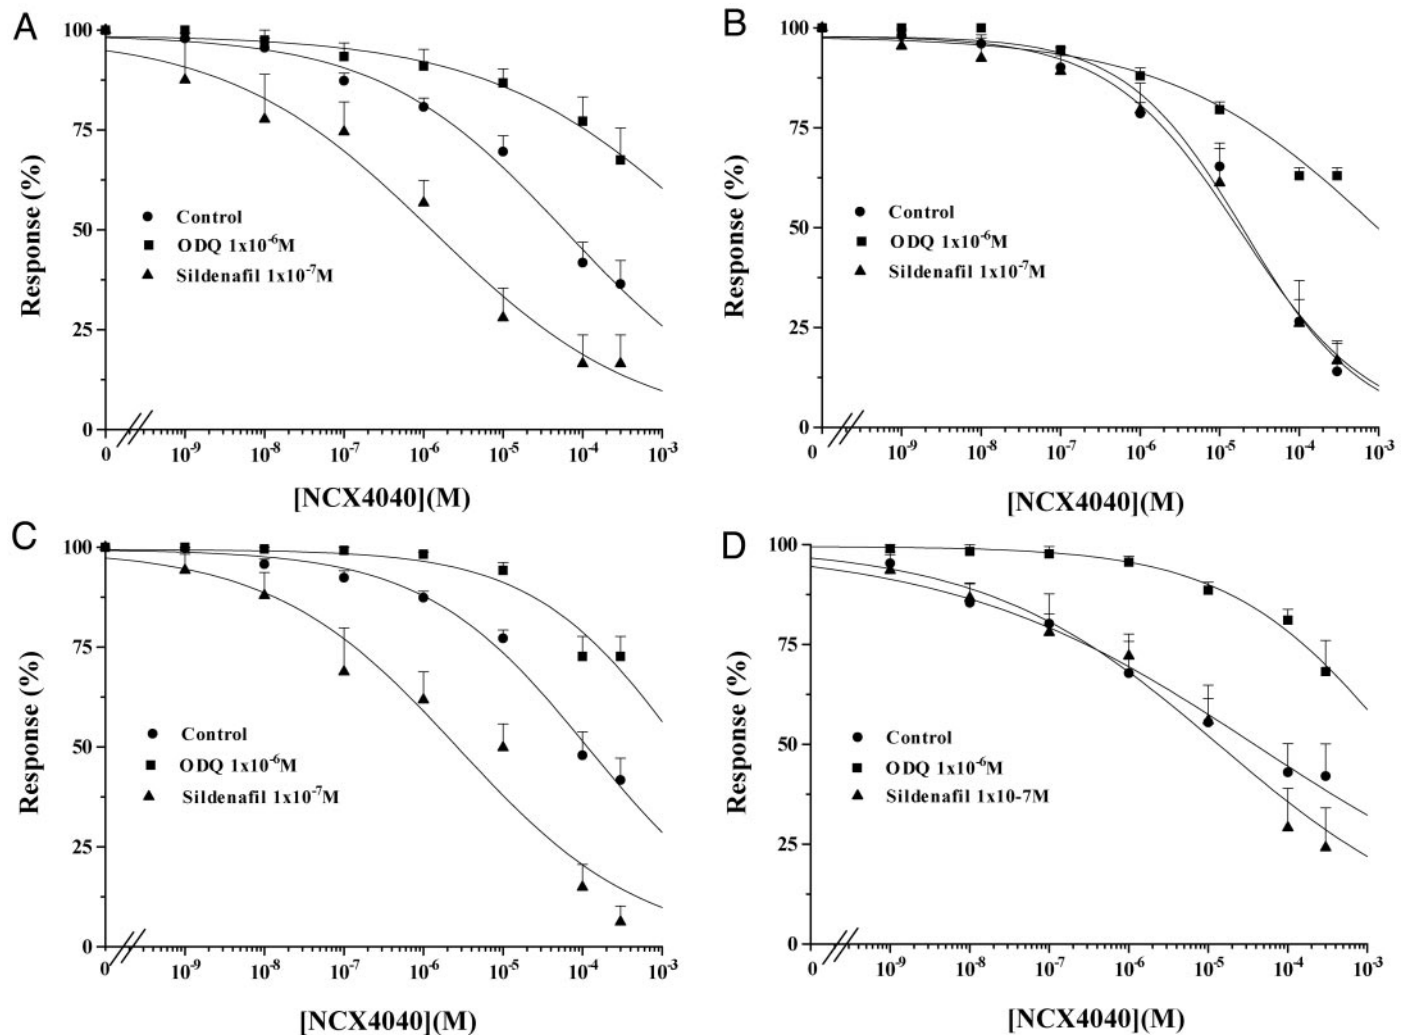 A
100
75
50
25
0
Response (%)
Control
ODQ 1x10⁻⁶M
Sildenafil 1x10⁻⁷M
0 10⁻⁹ 10⁻⁸ 10⁻⁷ 10⁻⁶ 10⁻⁵ 10⁻⁴ 10⁻³
[NCX4040](M)
B
100
75
50
25
0
Response (%)
Control
ODQ 1x10⁻⁶M
Sildenafil 1x10⁻⁷M
0 10⁻⁹ 10⁻⁸ 10⁻⁷ 10⁻⁶ 10⁻⁵ 10⁻⁴ 10⁻³
[NCX4040](M)
C
100
75
50
25
0
Response (%)
Control
ODQ 1x10⁻⁶M
Sildenafil 1x10⁻⁷M
0 10⁻⁹ 10⁻⁸ 10⁻⁷ 10⁻⁶ 10⁻⁵ 10⁻⁴ 10⁻³
[NCX4040](M)
D
100
75
50
25
0
Response (%)
Control
ODQ 1x10⁻⁶M
Sildenafil 1x10-7M
0 10⁻⁹ 10⁻⁸ 10⁻⁷ 10⁻⁶ 10⁻⁵ 10⁻⁴ 10⁻³
[NCX4040](M)